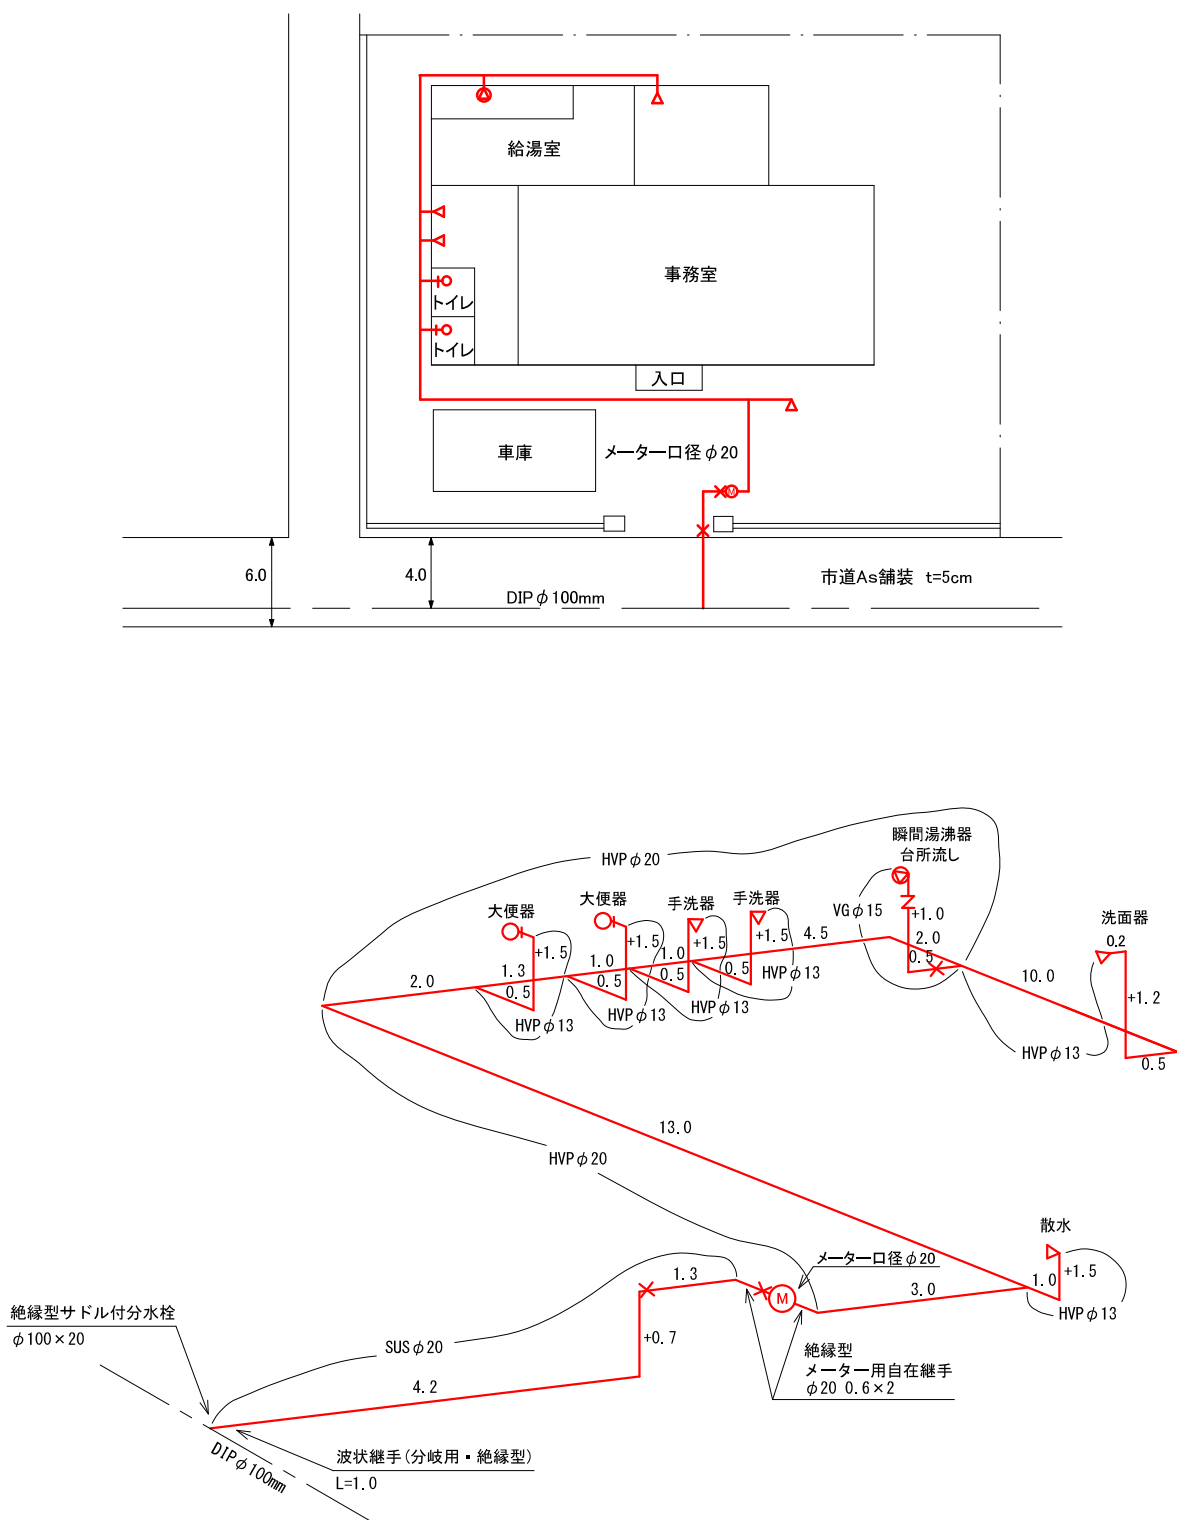 給湯室
事務室
トイレ
トイレ
入口
車庫
メーター口径φ20
M
6.0
4.0
市道As舗装 t=5cm
DIPφ100mm
瞬間湯沸器
台所流し
HVPφ20
大便器
大便器
手洗器
手洗器
VGφ15
+1.0
洗面器
0.2
+1.5
+1.5
+1.5
+1.5
4.5
2.0
0.5
2.0
1.3
1.0
1.0
0.5
0.5
0.5
0.5
HVPφ13
HVPφ13
HVPφ13
HVPφ13
10.0
+1.2
HVPφ13
0.5
13.0
HVPφ20
散水
メーター口径φ20
1.3
M
3.0
1.0
+1.5
HVPφ13
絶縁型サドル付分水栓
φ100×20
SUSφ20
+0.7
絶縁型
メーター用自在継手
φ20 0.6×2
4.2
DIPφ100mm
波状継手(分岐用・絶縁型)
L=1.0